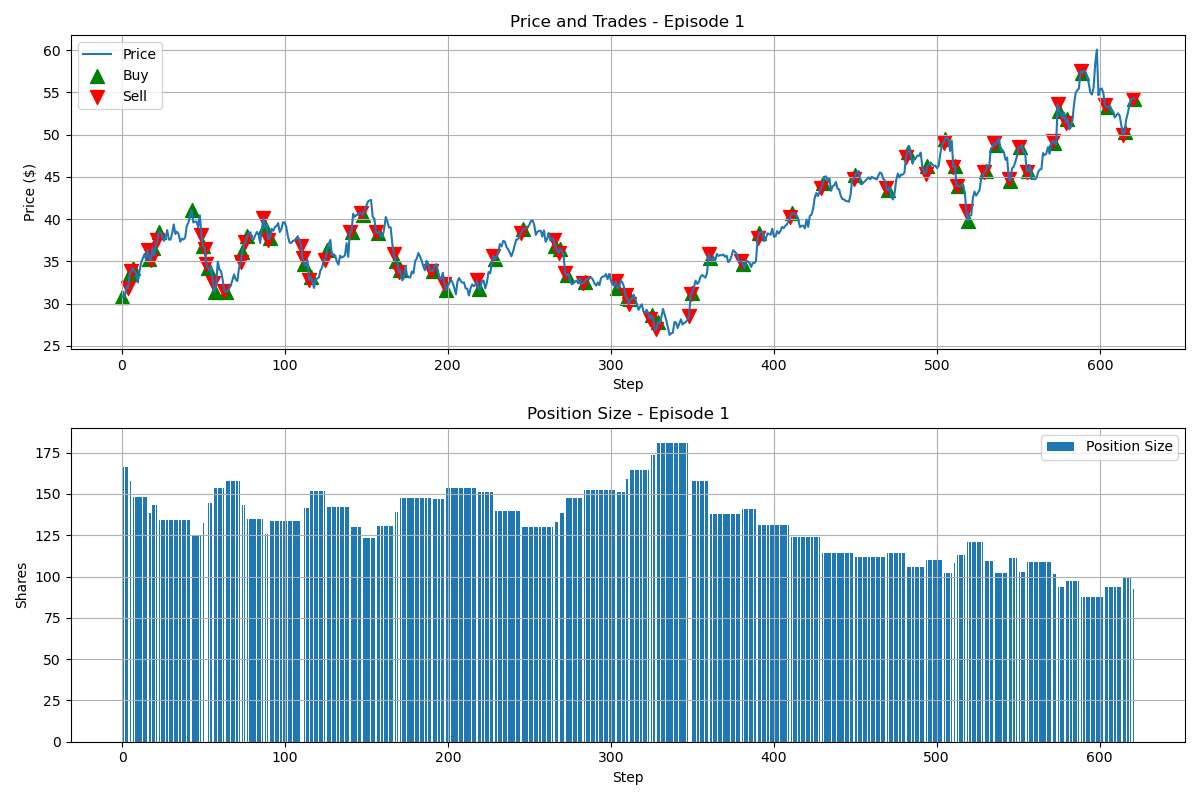 Price and Trades - Episode 1
60
55
50
45
40
35
30
25
Price ($)
Price
Buy
Sell
0 100 200 300 400 500 600
Step
Position Size - Episode 1
175
150
125
100
75
50
25
0
Shares
Position Size
0 100 200 300 400 500 600
Step